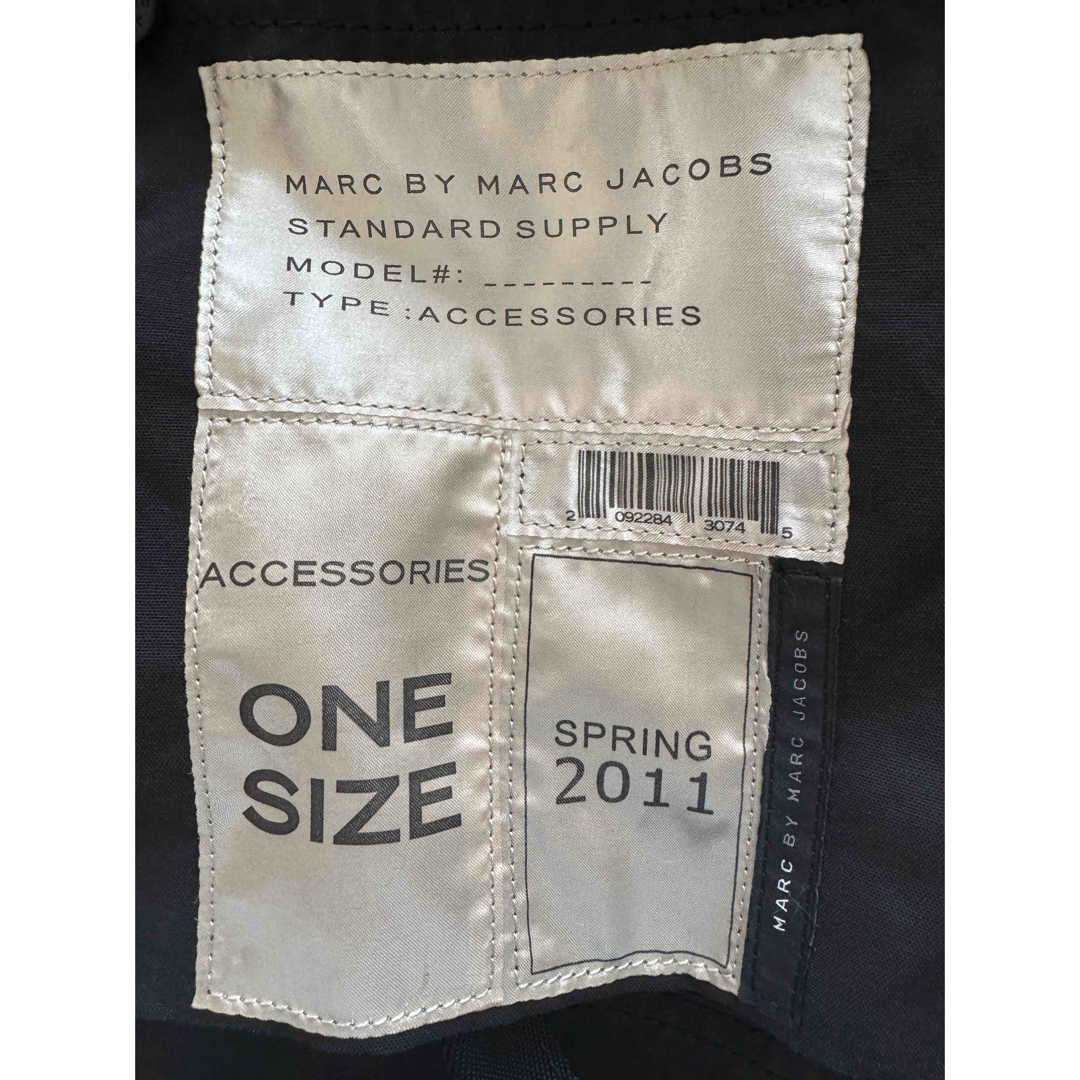 MARC BY MARC JACOBS
STANDARD SUPPLY
MODEL#: _________
TYPE :ACCESSORIES
2 092284 3074 5
ACCESSORIES
ONE
SIZE
SPRING
2011
MARC BY MARC JACOBS